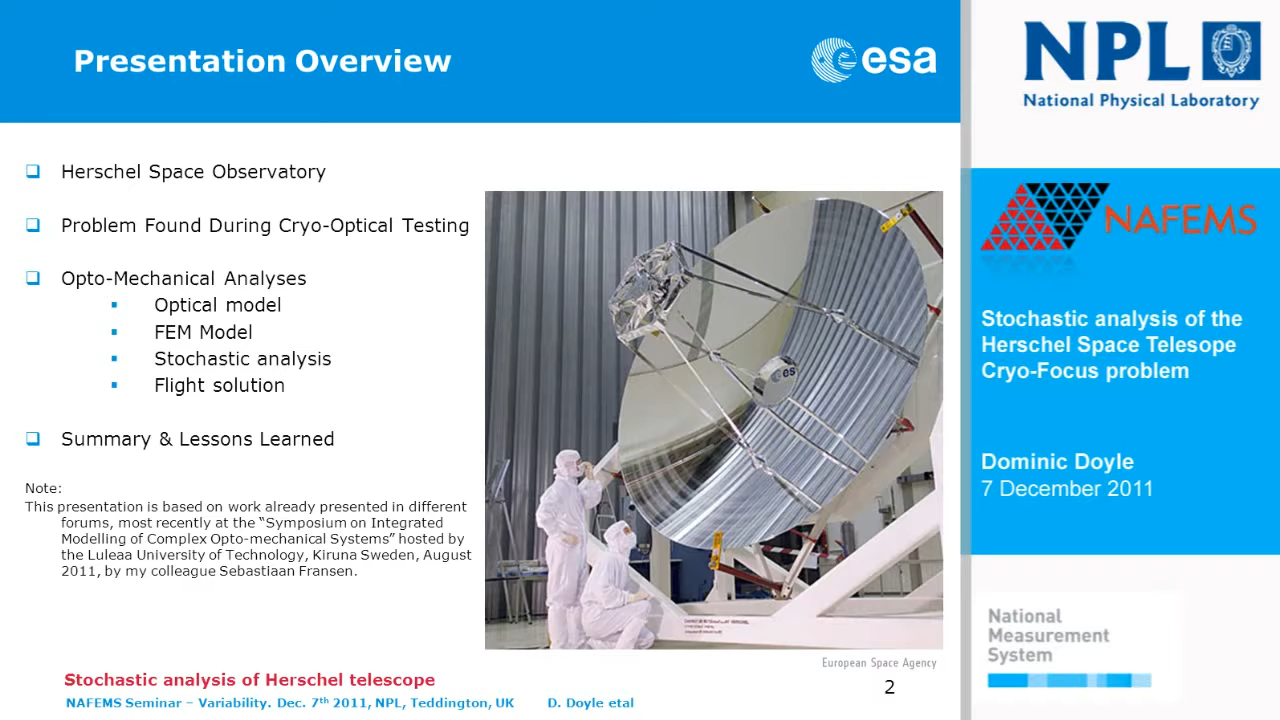 Presentation Overview
esa
Herschel Space Observatory
Problem Found During Cryo-Optical Testing
Opto-Mechanical Analyses
Optical model
FEM Model
Stochastic analysis
Flight solution
Summary & Lessons Learned
Note:
This presentation is based on work already presented in different
forums, most recently at the “Symposium on Integrated
Modelling of Complex Opto-mechanical Systems” hosted by
the Luleaa University of Technology, Kiruna Sweden, August
2011, by my colleague Sebastiaan Fransen.
es
European Space Agency
Stochastic analysis of Herschel telescope
2
NAFEMS Seminar – Variability. Dec. 7th 2011, NPL, Teddington, UK D. Doyle etal
NPL
National Physical Laboratory
NAFEMS
Stochastic analysis of the
Herschel Space Telesope
Cryo-Focus problem
Dominic Doyle
7 December 2011
National
Measurement
System